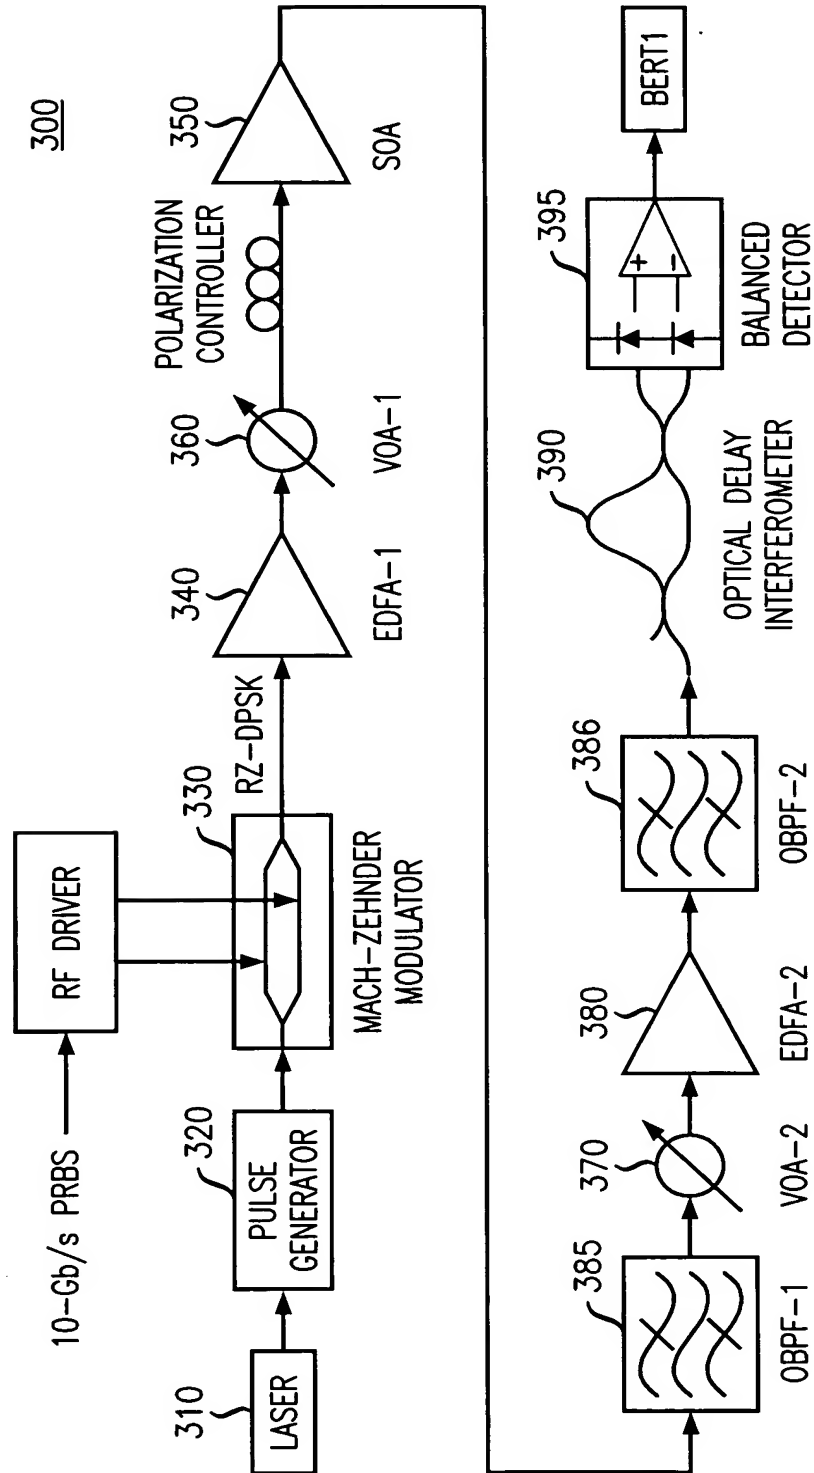 300
10-Gb/s PRBS
RF DRIVER
310
LASER
320
PULSE
GENERATOR
330
MACH-ZEHNDER
MODULATOR
RZ-DPSK
340
EDFA-1
360
VOA-1
POLARIZATION
CONTROLLER
350
SOA
385
OBPF-1
370
VOA-2
380
EDFA-2
386
OBPF-2
390
OPTICAL DELAY
INTERFEROMETER
395
+
−
BALANCED
DETECTOR
BERT1